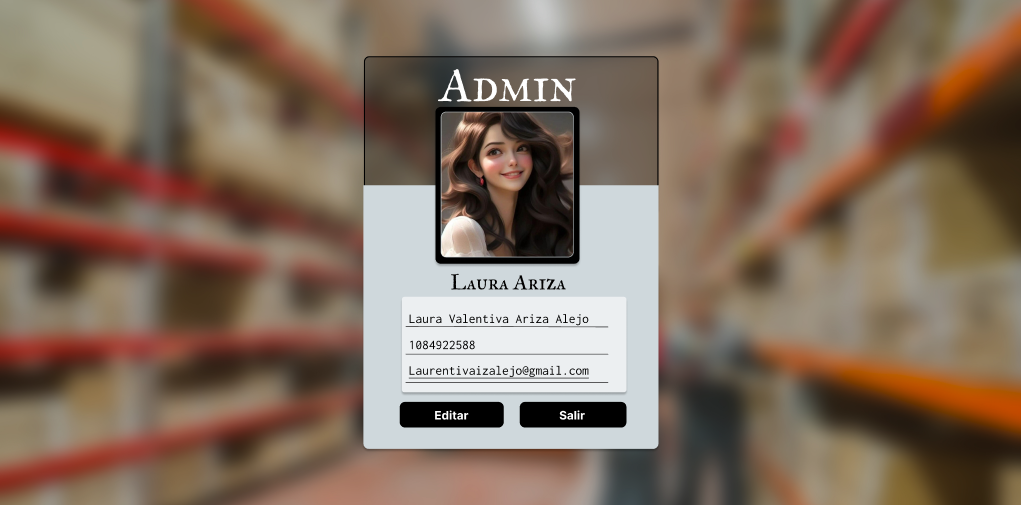 Admin
Laura Ariza
Laura Valentiva Ariza Alejo
1084922588
Laurentivaizalejo@gmail.com
Editar
Salir